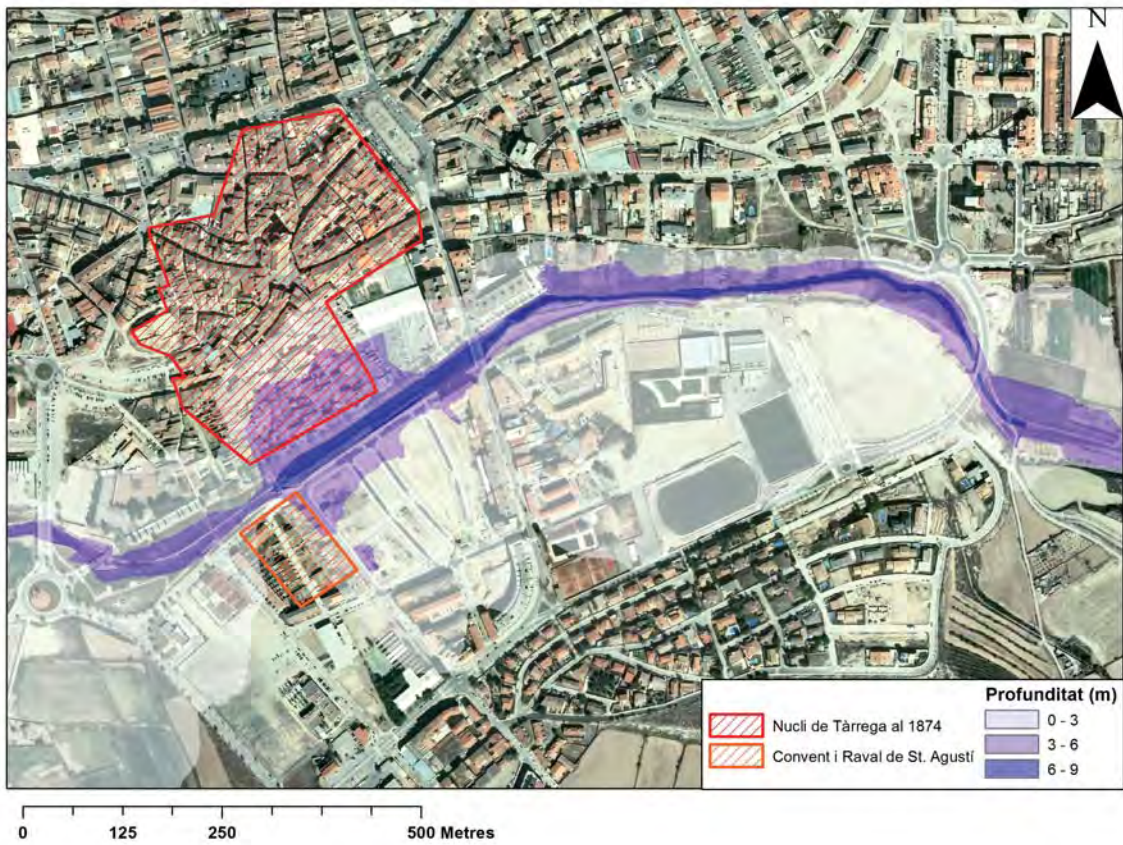 N
Nucli de Tàrrega al 1874
Convent i Raval de St. Agustí
Profunditat (m)
0 - 3
3 - 6
6 - 9
0 125 250 500 Metres